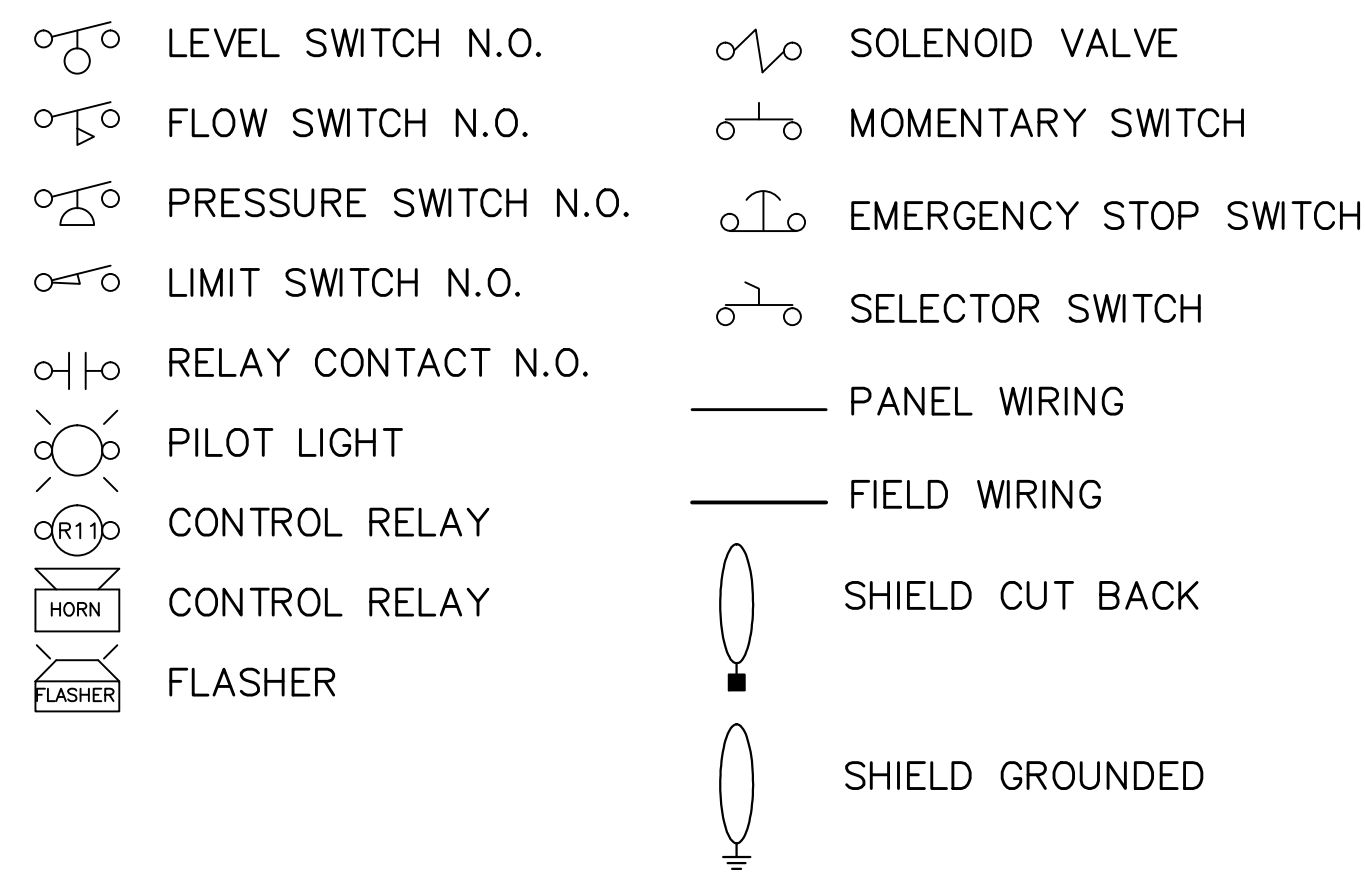 LEVEL SWITCH N.O.
FLOW SWITCH N.O.
PRESSURE SWITCH N.O.
LIMIT SWITCH N.O.
RELAY CONTACT N.O.
PILOT LIGHT
R11 CONTROL RELAY
HORN CONTROL RELAY
FLASHER FLASHER
SOLENOID VALVE
MOMENTARY SWITCH
EMERGENCY STOP SWITCH
SELECTOR SWITCH
PANEL WIRING
FIELD WIRING
SHIELD CUT BACK
SHIELD GROUNDED